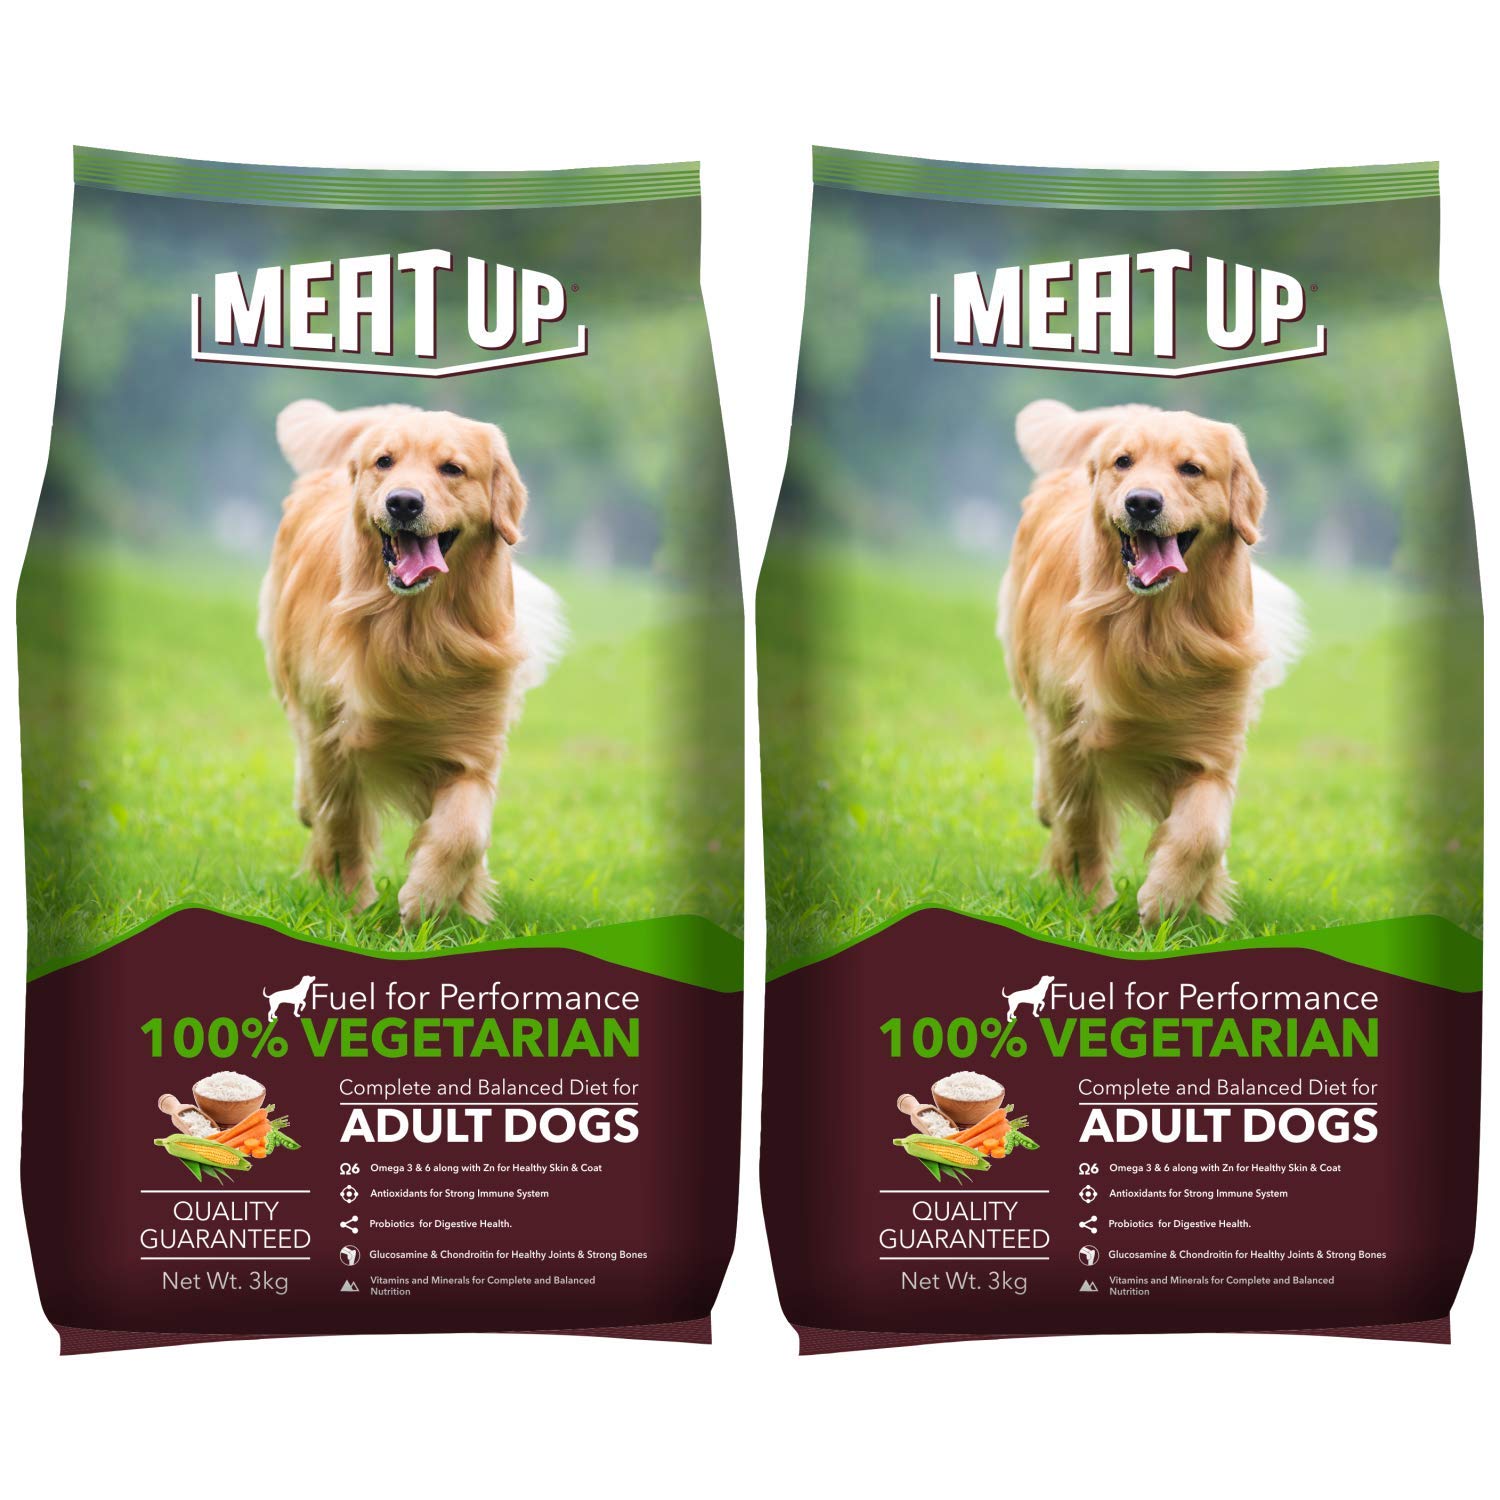 MEAT UP®
Fuel for Performance
100% VEGETARIAN
Complete and Balanced Diet for
ADULT DOGS
Ω6 Omega 3 & 6 along with Zn for Healthy Skin & Coat
Antioxidants for Strong Immune System
Probiotics for Digestive Health.
Glucosamine & Chondroitin for Healthy Joints & Strong Bones
Vitamins and Minerals for Complete and Balanced
Nutrition
QUALITY
GUARANTEED
Net Wt. 3kg
MEAT UP®
Fuel for Performance
100% VEGETARIAN
Complete and Balanced Diet for
ADULT DOGS
Ω6 Omega 3 & 6 along with Zn for Healthy Skin & Coat
Antioxidants for Strong Immune System
Probiotics for Digestive Health.
Glucosamine & Chondroitin for Healthy Joints & Strong Bones
Vitamins and Minerals for Complete and Balanced
Nutrition
QUALITY
GUARANTEED
Net Wt. 3kg